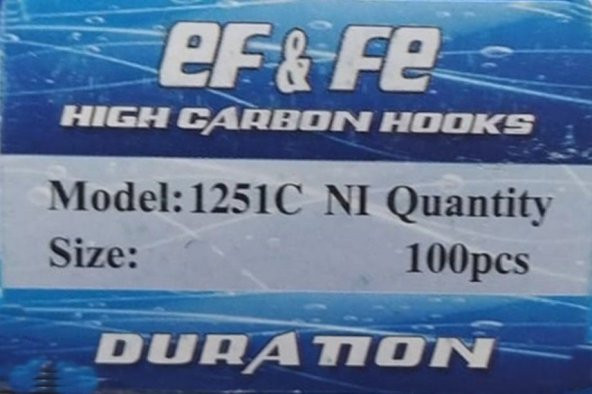 eF & Fe
HIGH CARBON HOOKS
Model: 1251C NI Quantity
Size: 100pcs
DURATION